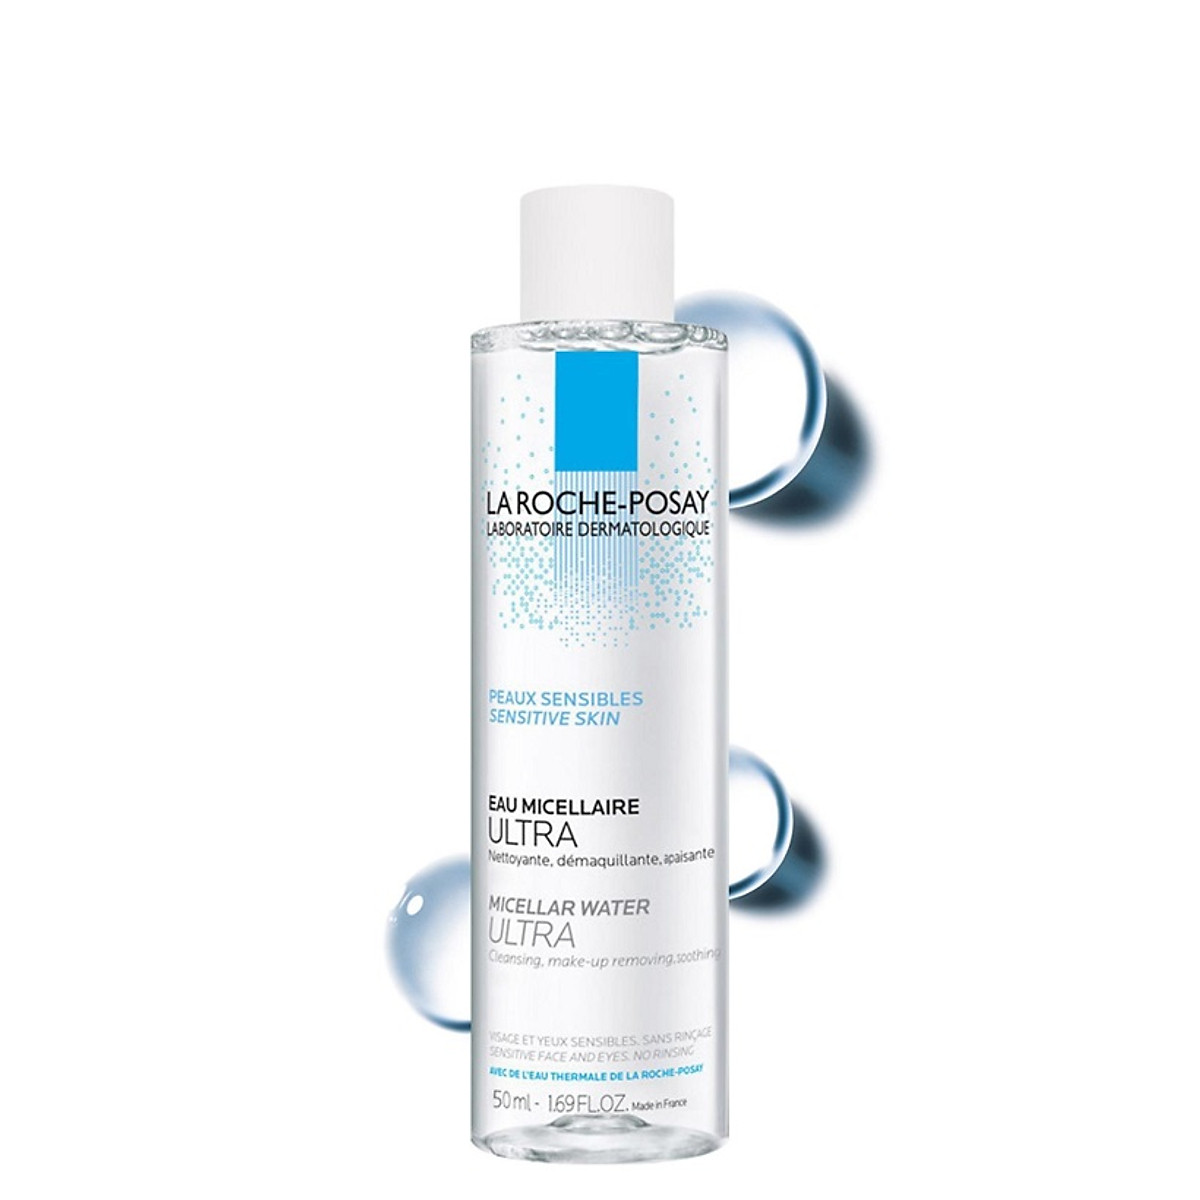 LA ROCHE-POSAY
LABORATOIRE DERMATOLOGIQUE
PEAUX SENSIBLES
SENSITIVE SKIN
EAU MICELLAIRE
ULTRA
Nettoyante, démaquillante, apaisante
MICELLAR WATER
ULTRA
Cleansing, make-up removing, soothing
VISAGE ET YEUX SENSIBLES. SANS RINÇAGE
SENSITIVE FACE AND EYES. NO RINSING
AVEC DE L'EAU THERMALE DE LA ROCHE-POSAY
50 ml - 1.69 FL.OZ. Made in France